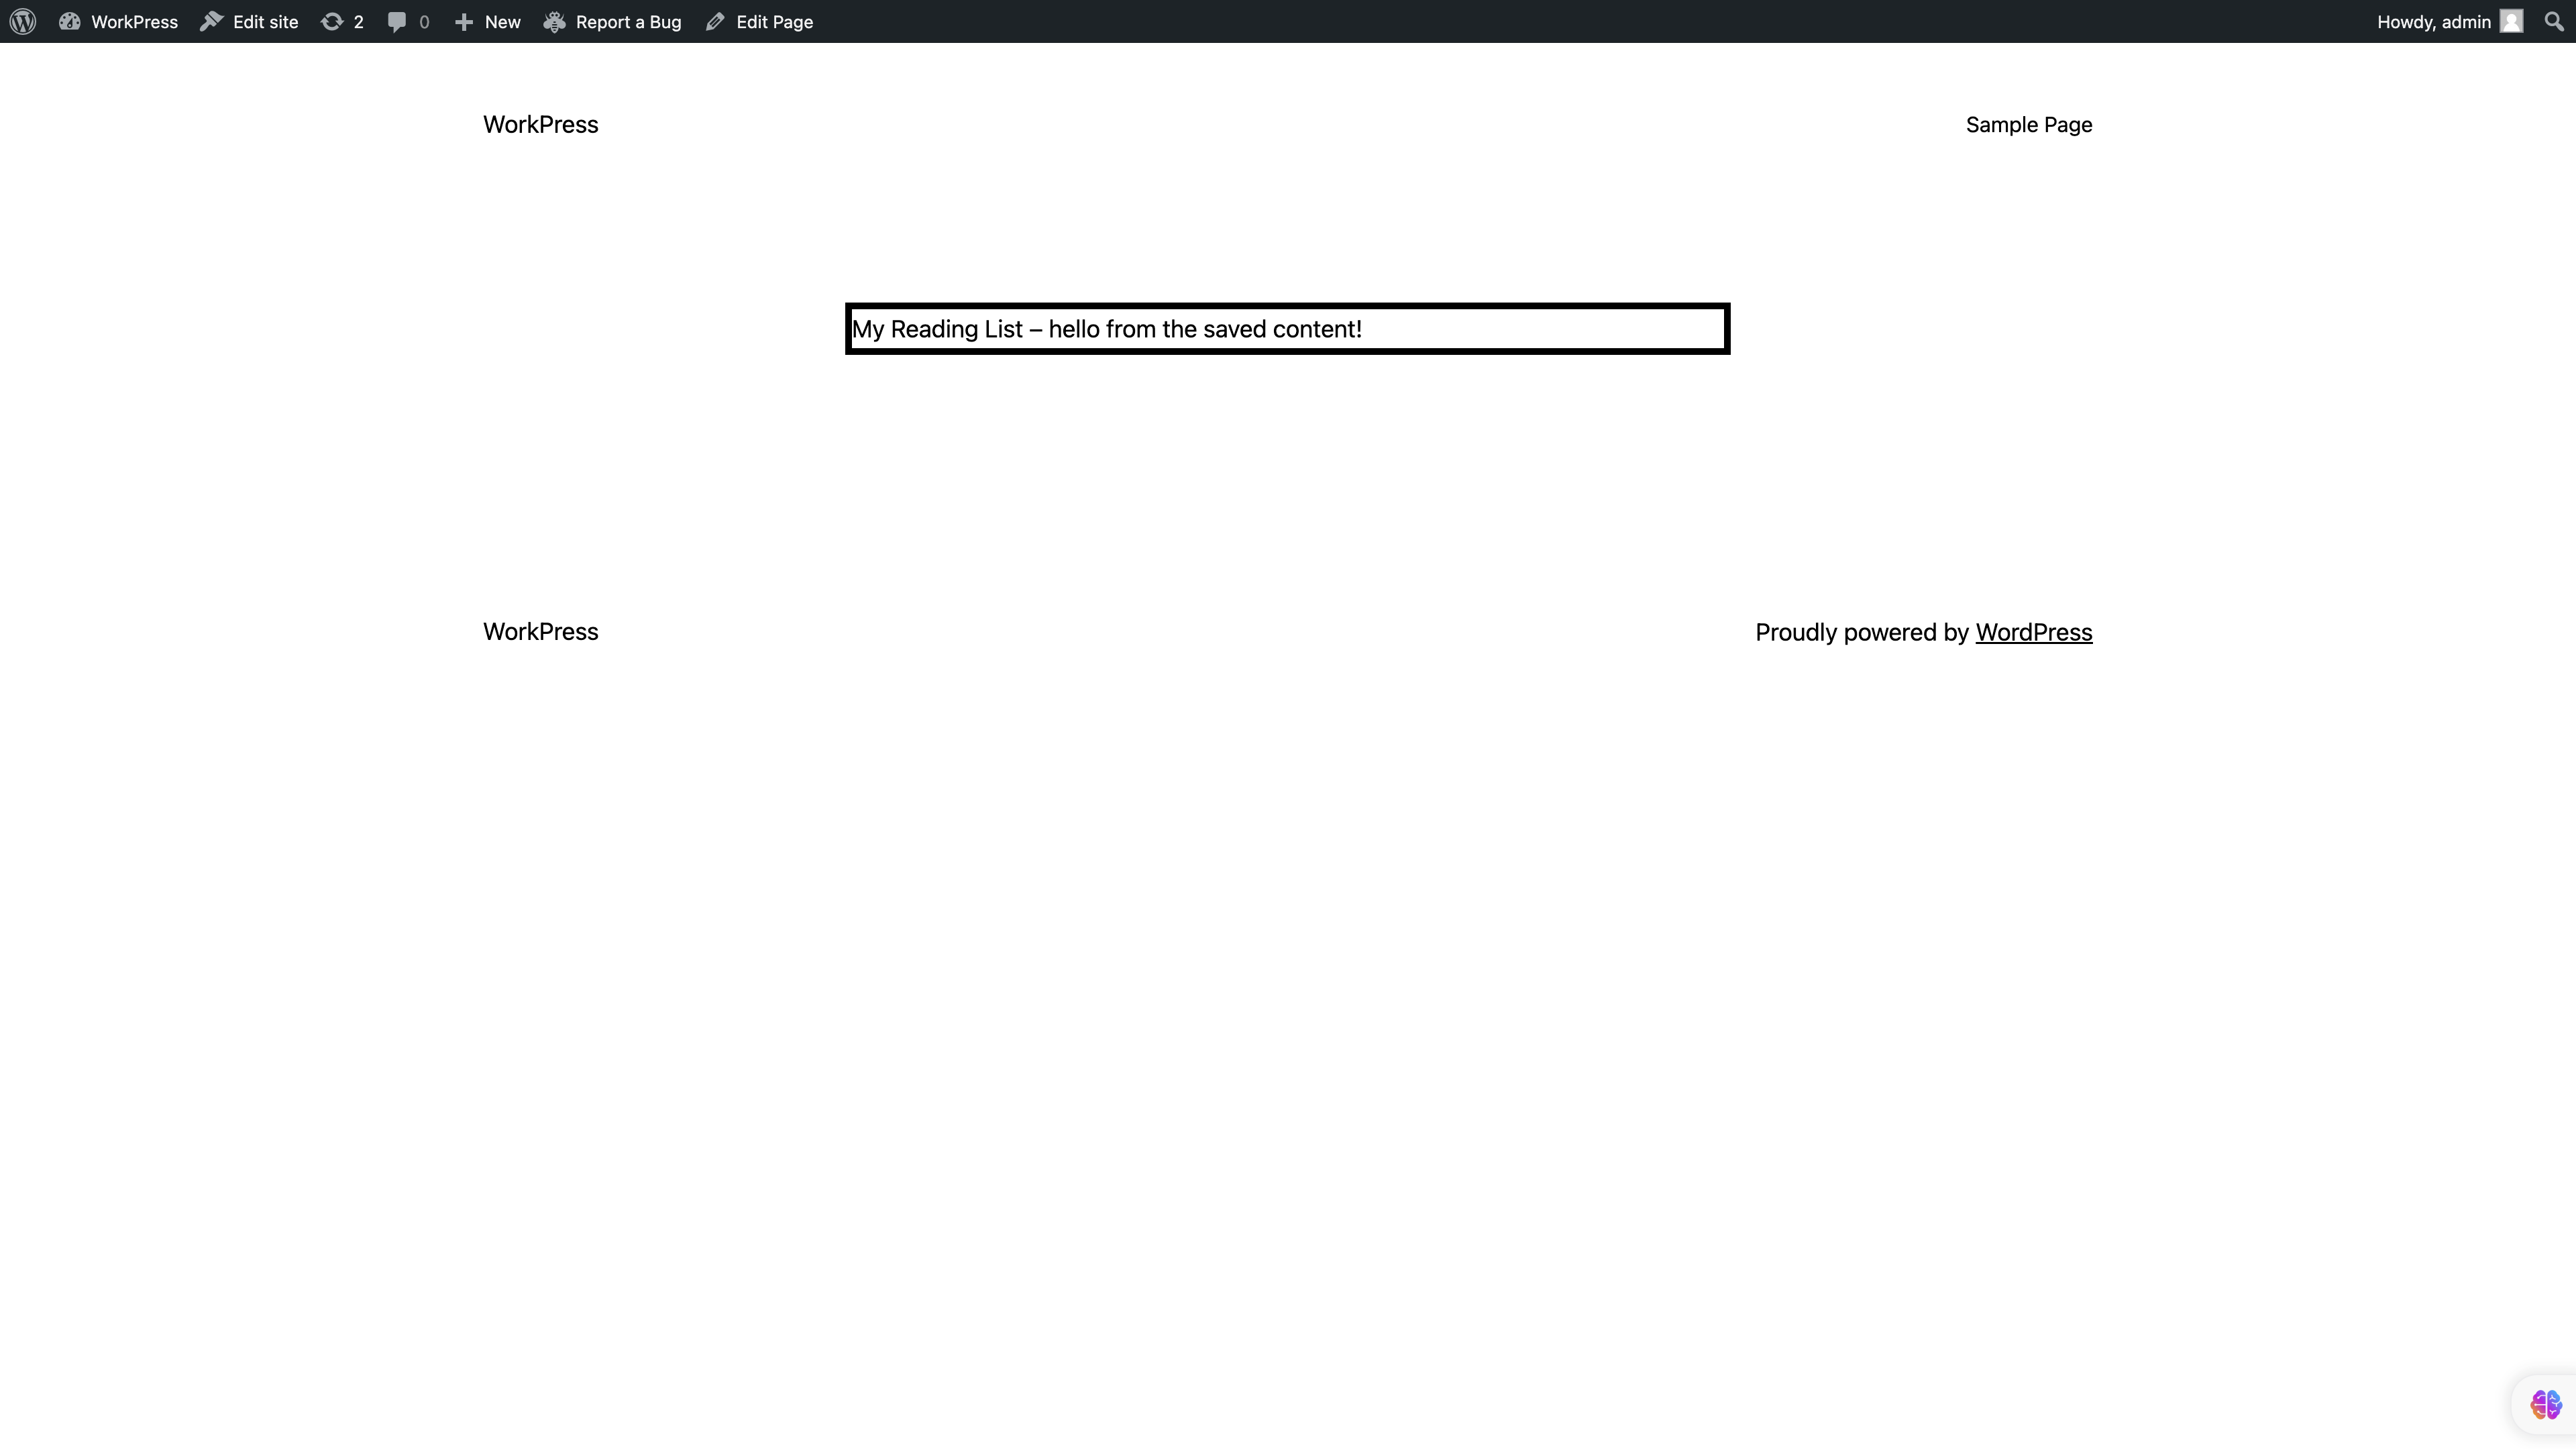 WorkPress Edit site 2 0 New Report a Bug Edit Page Howdy, admin
WorkPress Sample Page
My Reading List – hello from the saved content!
WorkPress Proudly powered by WordPress